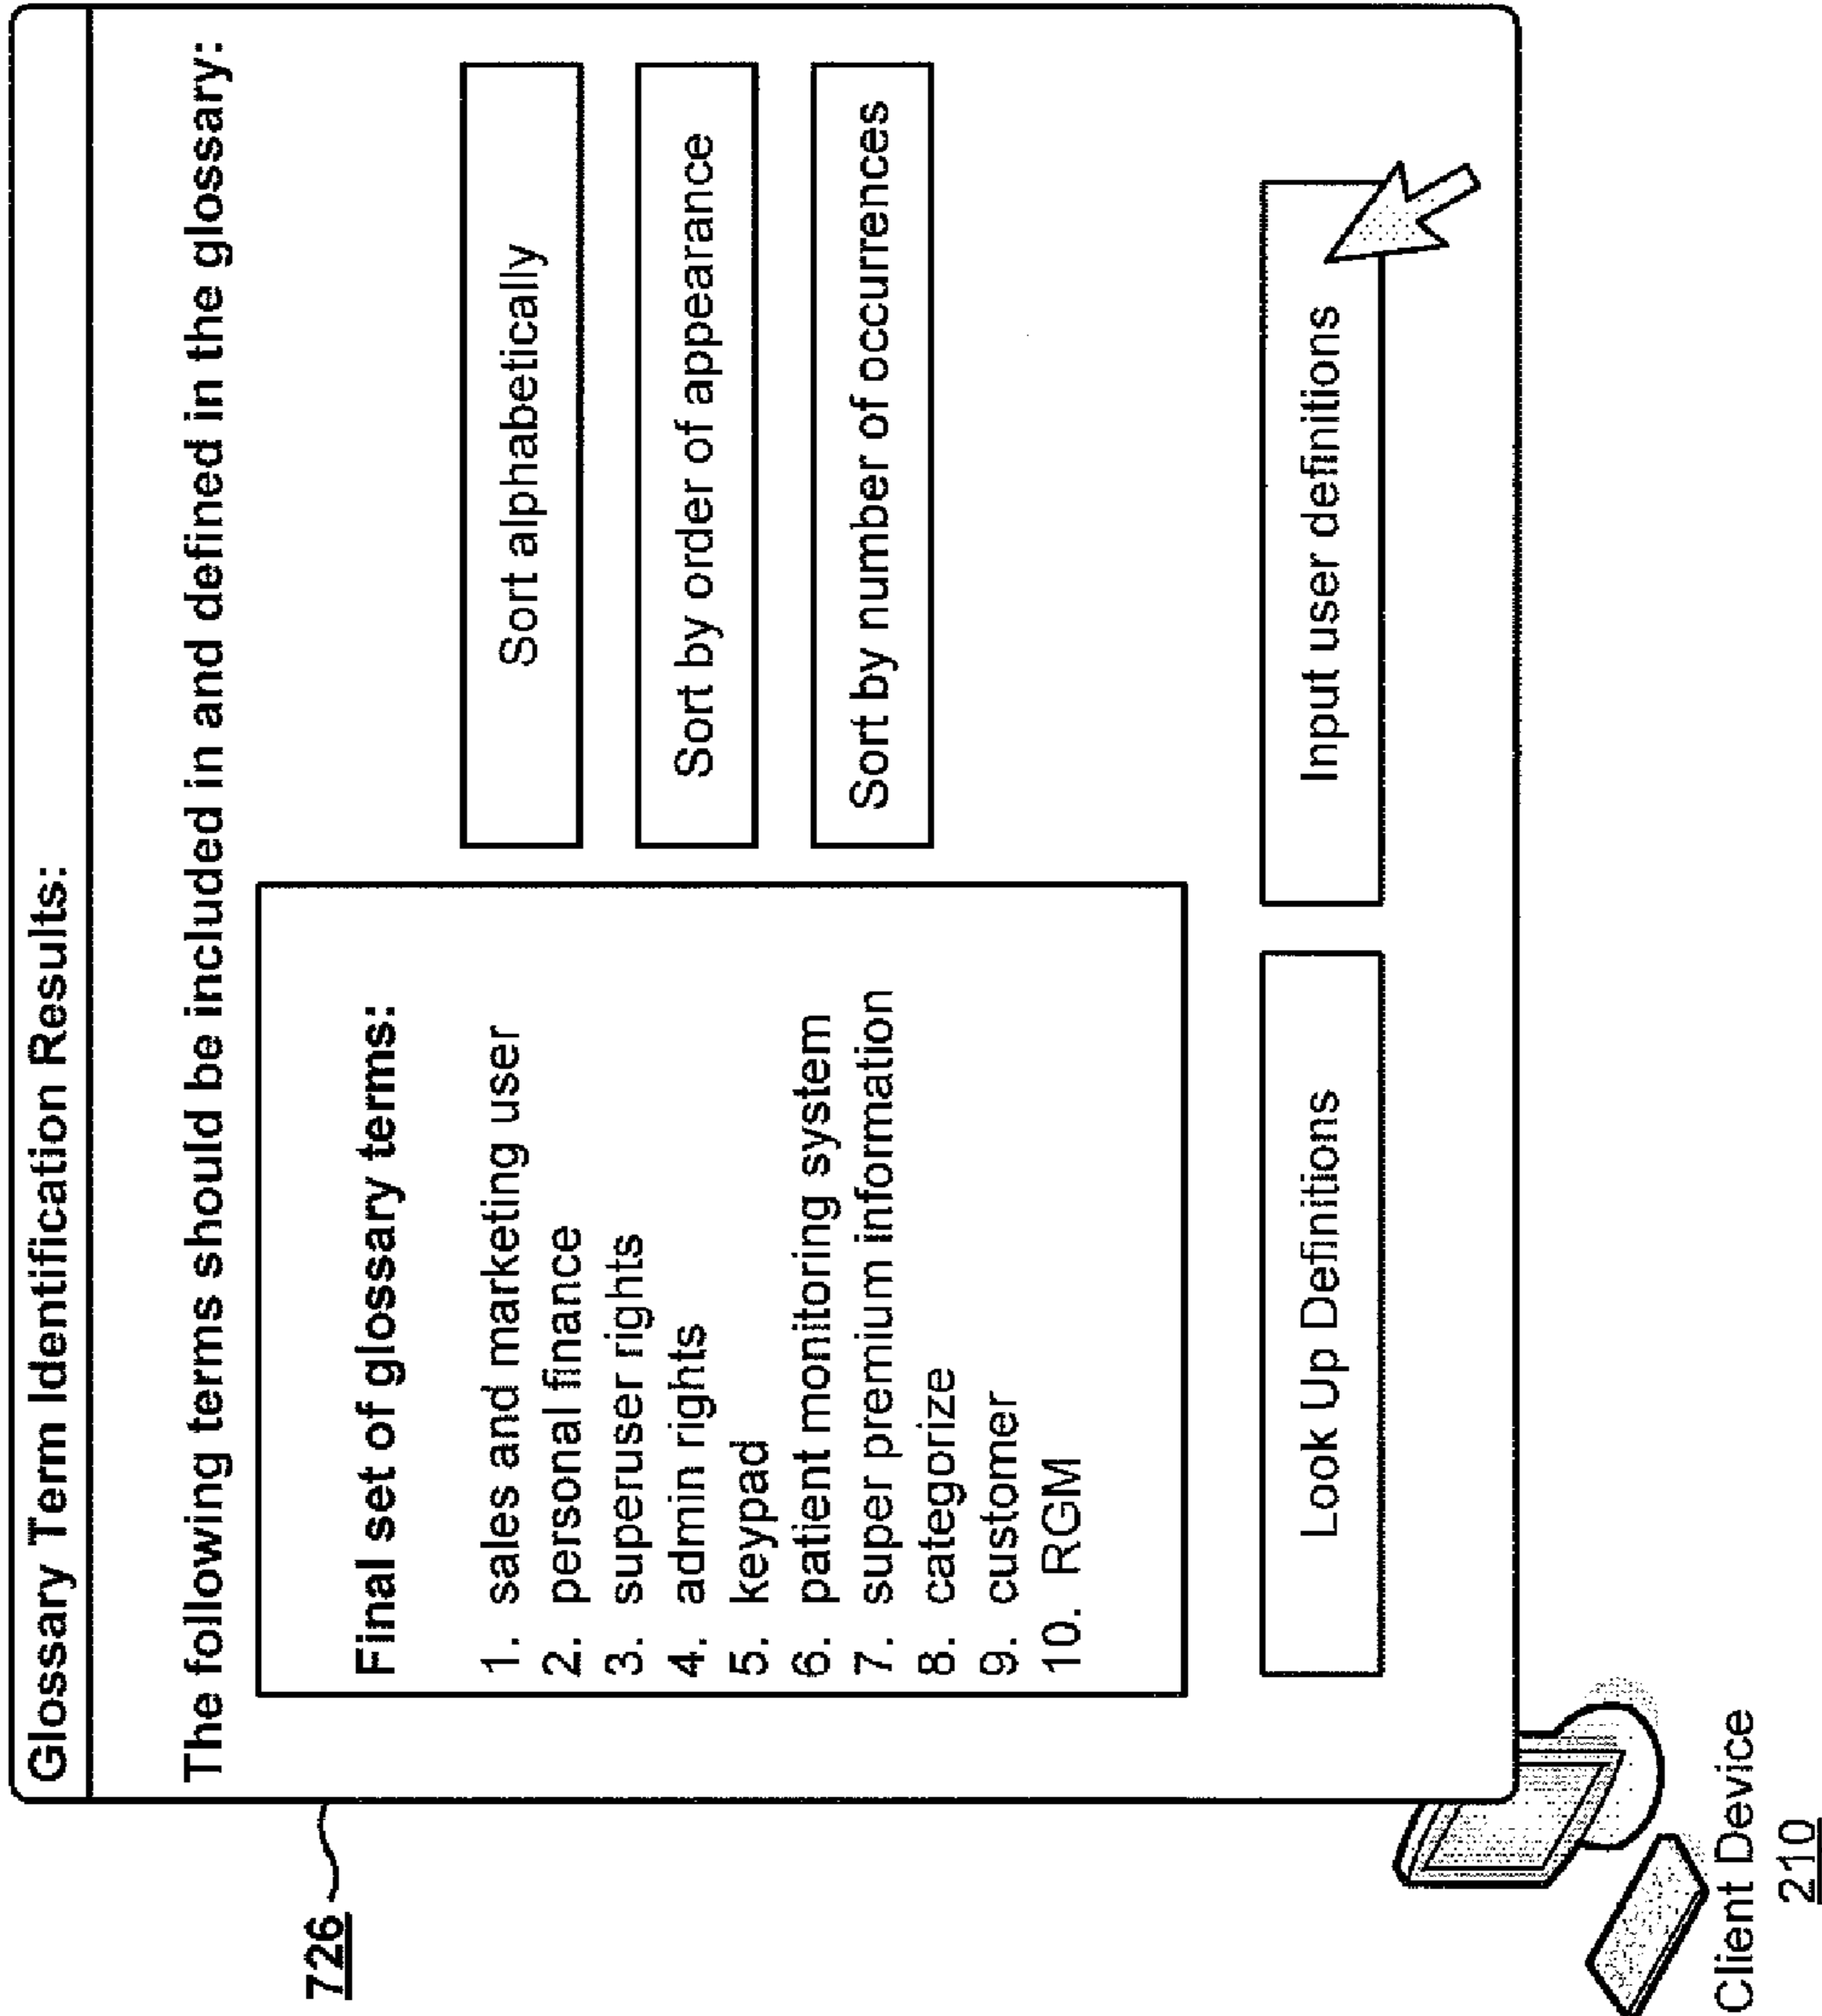 Glossary Term Identification Results:
The following terms should be included in and defined in the glossary:
Final set of glossary terms:
1. sales and marketing user
2. personal finance
3. superuser rights
4. admin rights
5. keypad
6. patient monitoring system
7. super premium information
8. categorize
9. customer
10. RGM
Sort alphabetically
Sort by order of appearance
Sort by number of occurrences
Look Up Definitions
Input user definitions
726
Client Device
210